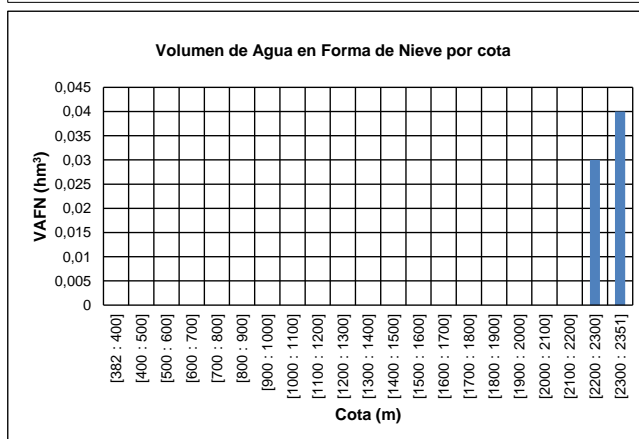 Volumen de Agua en Forma de Nieve por cota
VAFN (hm³)
0,045
0,04
0,035
0,03
0,025
0,02
0,015
0,01
0,005
0
[382 : 400]
[400 : 500]
[500 : 600]
[600 : 700]
[700 : 800]
[800 : 900]
[900 : 1000]
[1000 : 1100]
[1100 : 1200]
[1200 : 1300]
[1300 : 1400]
[1400 : 1500]
[1500 : 1600]
[1600 : 1700]
[1700 : 1800]
[1800 : 1900]
[1900 : 2000]
[2000 : 2100]
[2100 : 2200]
[2200 : 2300]
[2300 : 2351]
Cota (m)